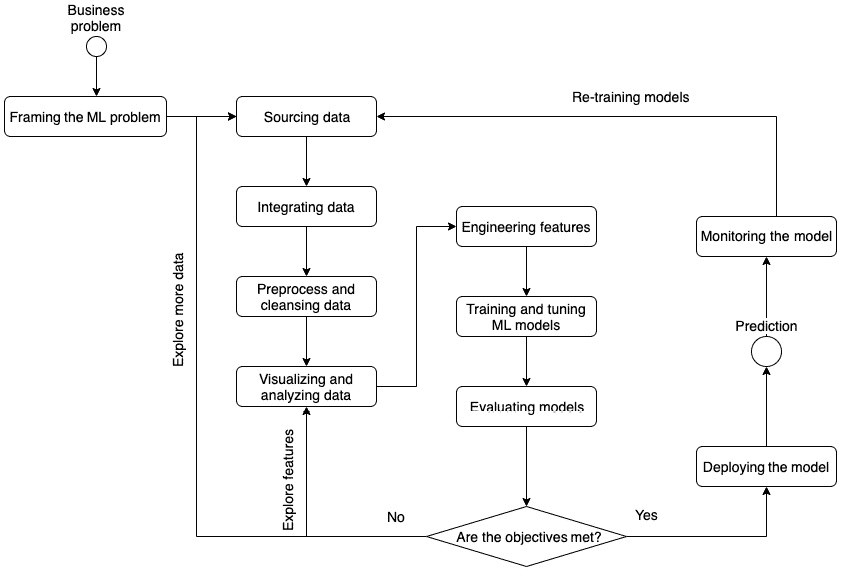 Business
problem
Framing the ML problem
Sourcing data
Re-training models
Integrating data
Engineering features
Monitoring the model
Explore more data
Preprocess and
cleansing data
Training and tuning
ML models
Prediction
Visualizing and
analyzing data
Evaluating models
Explore features
Deploying the model
No
Yes
Are the objectives met?